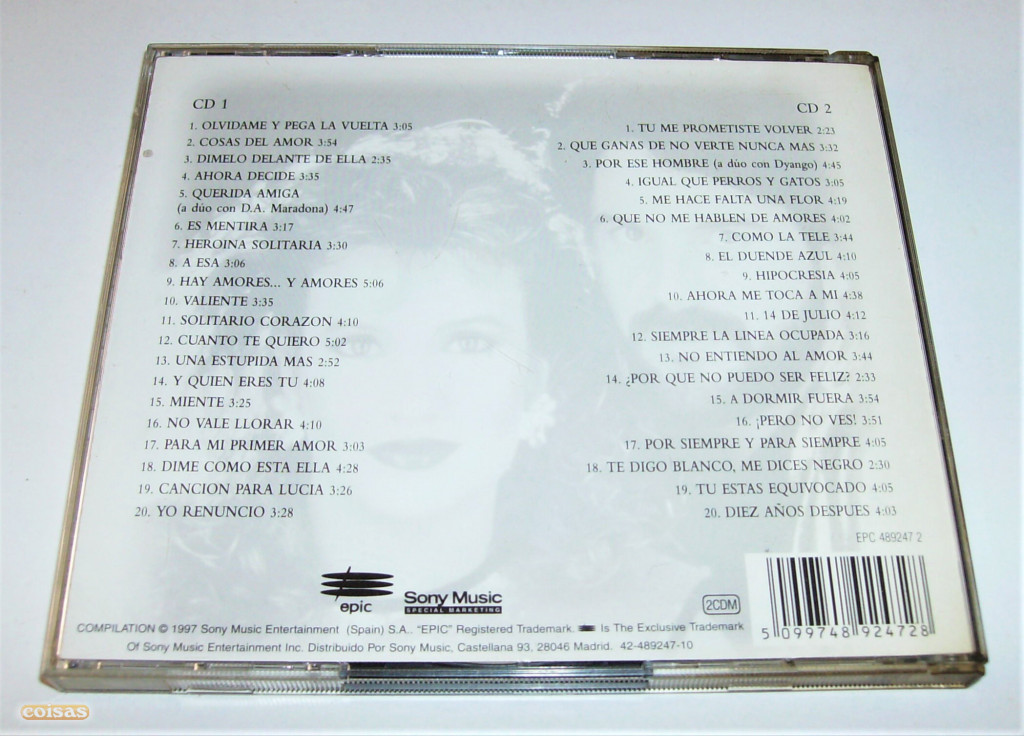 CD 1
1. OLVIDAME Y PEGA LA VUELTA 3:05
2. COSAS DEL AMOR 3:54
3. DIMELO DELANTE DE ELLA 2:35
4. AHORA DECIDE 3:35
5. QUERIDA AMIGA
(a dúo con D.A. Maradona) 4:47
6. ES MENTIRA 3:17
7. HEROINA SOLITARIA 3:30
8. A ESA 3:06
9. HAY AMORES... Y AMORES 5:06
10. VALIENTE 3:35
11. SOLITARIO CORAZON 4:10
12. CUANTO TE QUIERO 5:02
13. UNA ESTUPIDA MAS 2:52
14. Y QUIEN ERES TU 4:08
15. MIENTE 3:25
16. NO VALE LLORAR 4:10
17. PARA MI PRIMER AMOR 3:03
18. DIME COMO ESTA ELLA 4:28
19. CANCION PARA LUCIA 3:26
20. YO RENUNCIO 3:28
CD 2
1. TU ME PROMETISTE VOLVER 2:23
2. QUE GANAS DE NO VERTE NUNCA MAS 3:32
3. POR ESE HOMBRE (a dúo con Dyango) 4:45
4. IGUAL QUE PERROS Y GATOS 3:05
5. ME HACE FALTA UNA FLOR 4:19
6. QUE NO ME HABLEN DE AMORES 4:02
7. COMO LA TELE 3:44
8. EL DUENDE AZUL 4:10
9. HIPOCRESIA 4:05
10. AHORA ME TOCA A MI 4:38
11. 14 DE JULIO 4:12
12. SIEMPRE LA LINEA OCUPADA 3:16
13. NO ENTIENDO AL AMOR 3:44
14. ¿POR QUE NO PUEDO SER FELIZ? 2:33
15. A DORMIR FUERA 3:54
16. ¡PERO NO VES! 3:51
17. POR SIEMPRE Y PARA SIEMPRE 4:05
18. TE DIGO BLANCO, ME DICES NEGRO 2:30
19. TU ESTAS EQUIVOCADO 4:05
20. DIEZ AÑOS DESPUES 4:03
EPC 489247 2
epic
Sony Music
SPECIAL MARKETING
2CDM
5 099748 924728
COMPILATION © 1997 Sony Music Entertainment (Spain) S.A.. "EPIC" Registered Trademark. Is The Exclusive Trademark
Of Sony Music Entertainment Inc. Distribuido Por Sony Music, Castellana 93, 28046 Madrid. 42-489247-10
coisas